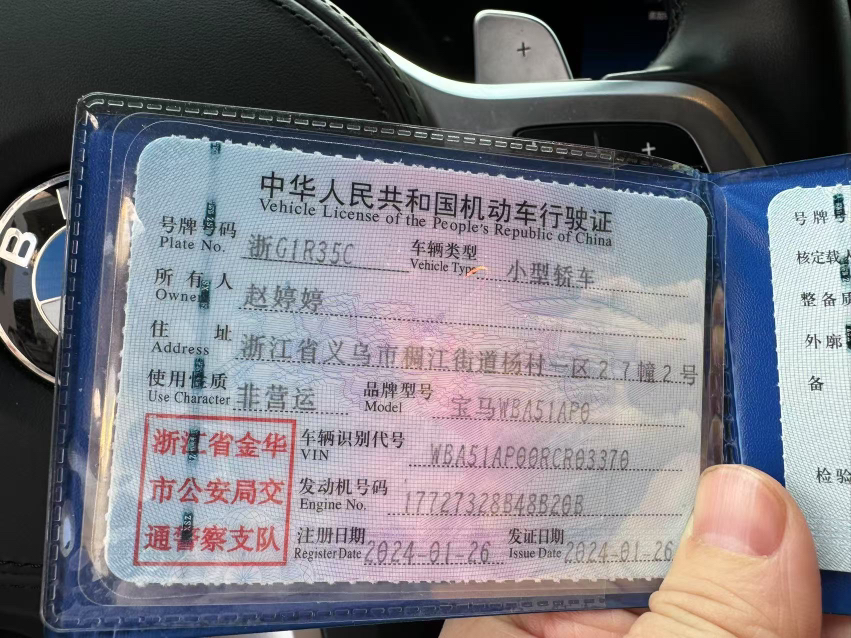 中华人民共和国机动车行驶证
Vehicle License of the People's Republic of China
号牌号码 浙G1R35C 车辆类型 小型轿车
Plate No. Vehicle Type
所有人 赵婷婷
Owner
住址 浙江省义乌市稠江街道杨村一区27幢2号
Address
使用性质 非营运 品牌型号 宝马WBA51AP0
Use Character Model
浙江省金华
市公安局交
通警察支队
车辆识别代号 WBA51AP00RCR03370
VIN
发动机号码 17727328B48B20B
Engine No.
注册日期 2024-01-26 发证日期 2024-01-26
Register Date Issue Date
号牌号
核定载人
整备质
外廓
备
检验
B